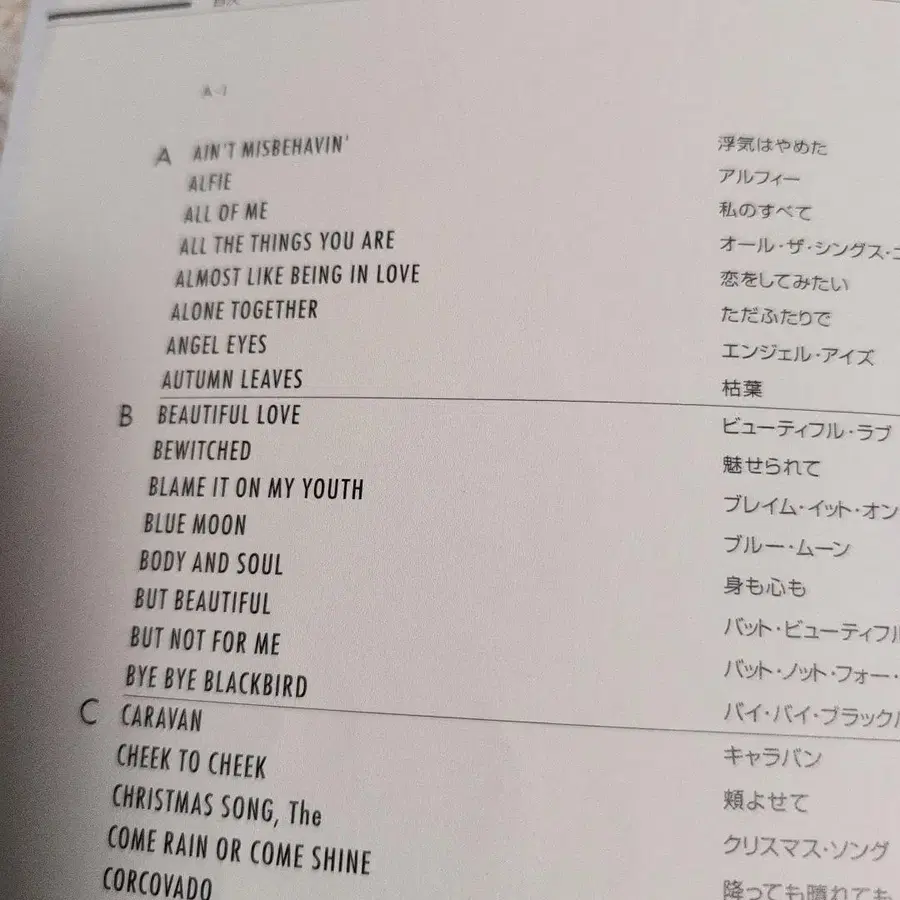 目次
A-1
A AIN'T MISBEHAVIN' 浮気はやめた
ALFIE アルフィー
ALL OF ME 私のすべて
ALL THE THINGS YOU ARE オール・ザ・シングス・ユ
ALMOST LIKE BEING IN LOVE 恋をしてみたい
ALONE TOGETHER ただふたりで
ANGEL EYES エンジェル・アイズ
AUTUMN LEAVES 枯葉
B BEAUTIFUL LOVE ビューティフル・ラブ
BEWITCHED 魅せられて
BLAME IT ON MY YOUTH ブレイム・イット・オン
BLUE MOON ブルー・ムーン
BODY AND SOUL 身も心も
BUT BEAUTIFUL バット・ビューティフル
BUT NOT FOR ME バット・ノット・フォー・
BYE BYE BLACKBIRD バイ・バイ・ブラック
C CARAVAN キャラバン
CHEEK TO CHEEK 頬よせて
CHRISTMAS SONG, The クリスマス・ソング
COME RAIN OR COME SHINE 降っても晴れても
CORCOVADO